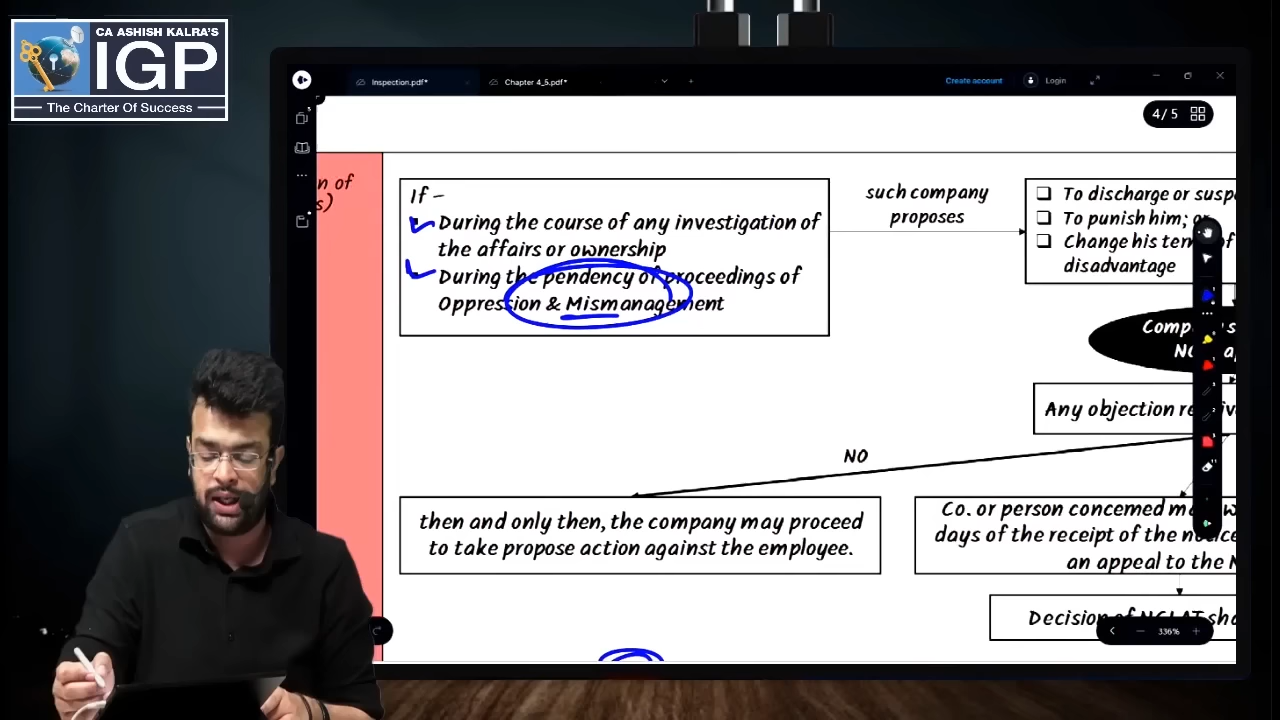 CA ASHISH KALRA'S
IGP
The Charter Of Success
Inspection.pdf*
Chapter 4_5.pdf*
Create account
Login
4 / 5
If –
During the course of any investigation of
the affairs or ownership
During the pendency of proceedings of
Oppression & Mismanagement
such company
proposes
To discharge or
To punish him;
Change his
disadvantage
Any objection
NO
then and only then, the company may proceed
to take propose action against the employee.
Co. or person concerned
days of the receipt of the
an appeal to the
Decision of NCLAT
336%